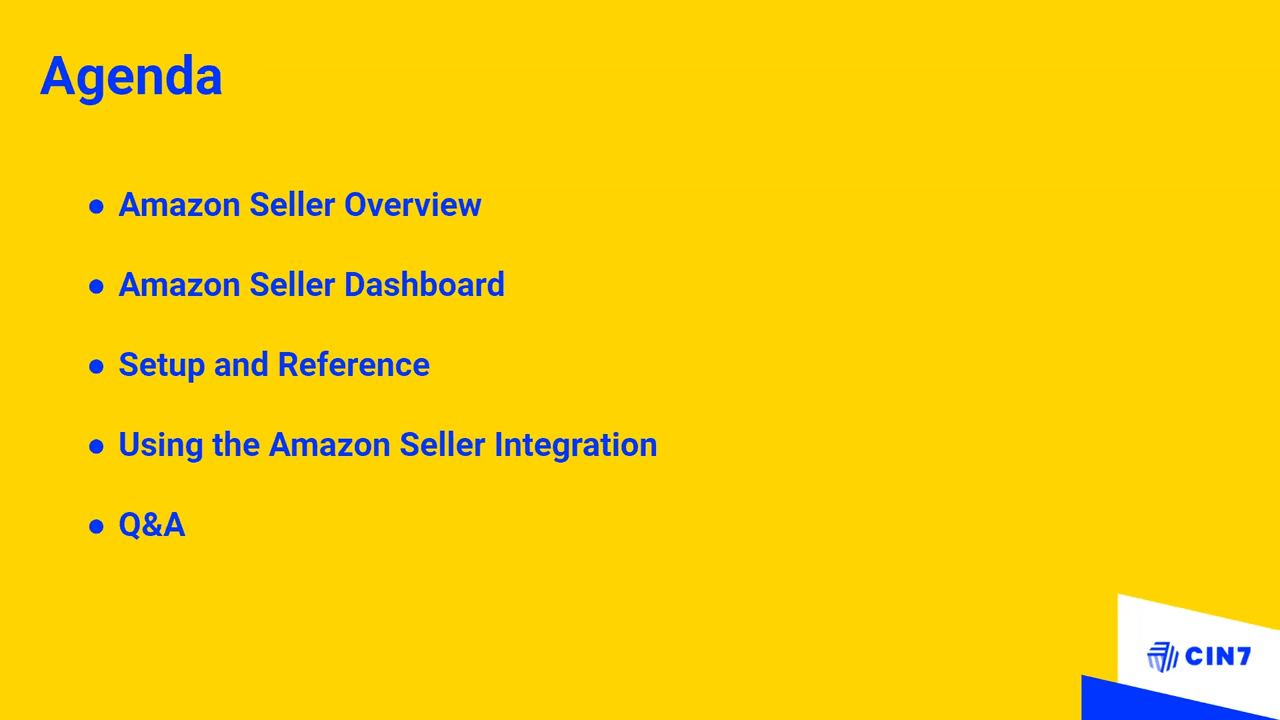 Agenda
● Amazon Seller Overview
● Amazon Seller Dashboard
● Setup and Reference
● Using the Amazon Seller Integration
● Q&A
CIN7